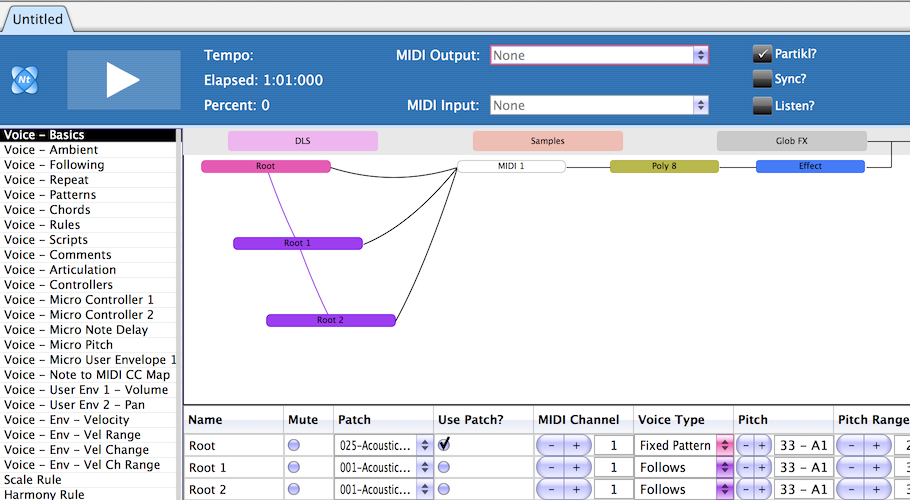 Untitled
Nt
Tempo:
Elapsed: 1:01:000
Percent: 0
MIDI Output: None
MIDI Input: None
Partikl?
Sync?
Listen?
Voice - Basics
Voice - Ambient
Voice - Following
Voice - Repeat
Voice - Patterns
Voice - Chords
Voice - Rules
Voice - Scripts
Voice - Comments
Voice - Articulation
Voice - Controllers
Voice - Micro Controller 1
Voice - Micro Controller 2
Voice - Micro Note Delay
Voice - Micro Pitch
Voice - Micro User Envelope 1
Voice - Note to MIDI CC Map
Voice - User Env 1 - Volume
Voice - User Env 2 - Pan
Voice - Env - Velocity
Voice - Env - Vel Range
Voice - Env - Vel Change
Voice - Env - Vel Ch Range
Scale Rule
Harmony Rule
DLS Samples Glob FX
Root MIDI 1 Poly 8 Effect
Root 1
Root 2
Name Mute Patch Use Patch? MIDI Channel Voice Type Pitch Pitch Range
Root 025-Acoustic... - + 1 Fixed Pattern - + 33 - A1 - +
Root 1 001-Acoustic... - + 1 Follows - + 33 - A1 - +
Root 2 001-Acoustic... - + 1 Follows - + 33 - A1 - +